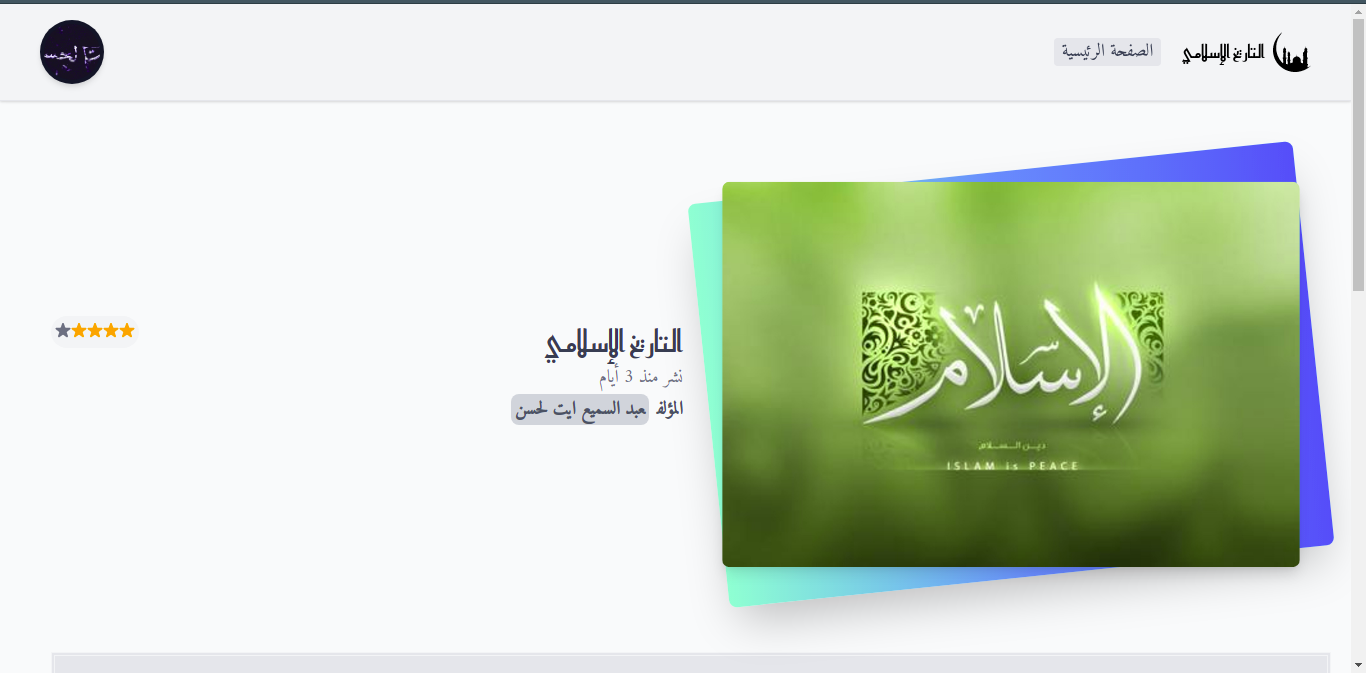 التاريخ الإسلامي
الصفحة الرئيسية
الإسلام
دين السلام
ISLAM is PEACE
التاريخ الإسلامي
نشر منذ 3 أيام
المؤلف عبد السميع ايت لحسن